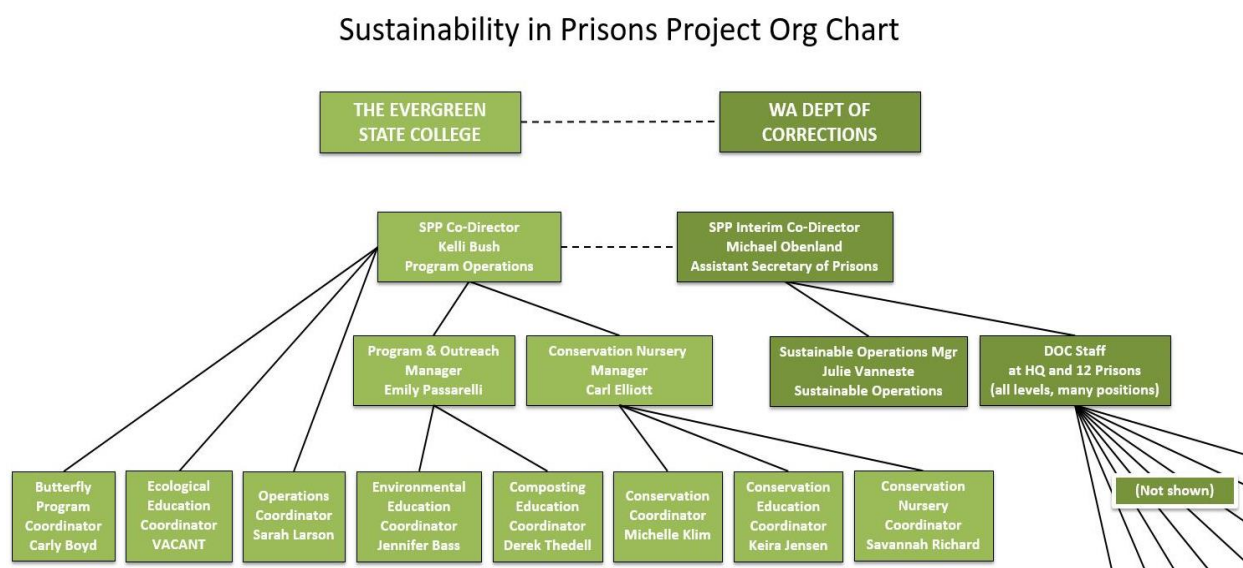 Sustainability in Prisons Project Org Chart
THE EVERGREEN
STATE COLLEGE
WA DEPT OF
CORRECTIONS
SPP Co-Director
Kelli Bush
Program Operations
SPP Interim Co-Director
Michael Obenland
Assistant Secretary of Prisons
Program & Outreach
Manager
Emily Passarelli
Conservation Nursery
Manager
Carl Elliott
Sustainable Operations Mgr
Julie Vanneste
Sustainable Operations
DOC Staff
at HQ and 12 Prisons
(all levels, many positions)
Butterfly
Program
Coordinator
Carly Boyd
Ecological
Education
Coordinator
VACANT
Operations
Coordinator
Sarah Larson
Environmental
Education
Coordinator
Jennifer Bass
Composting
Education
Coordinator
Derek Thedell
Conservation
Coordinator
Michelle Klim
Conservation
Education
Coordinator
Keira Jensen
Conservation
Nursery
Coordinator
Savannah Richard
(Not shown)